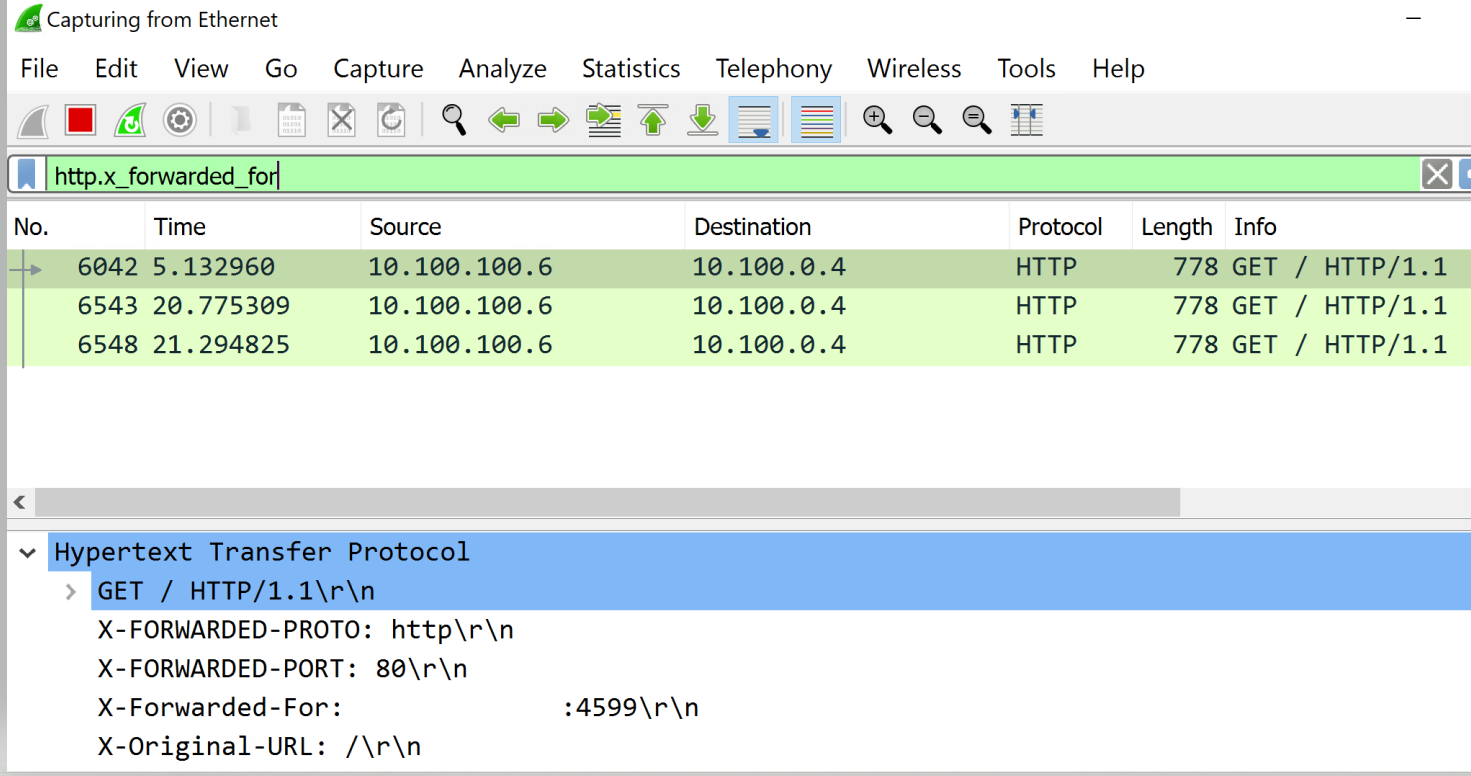 Capturing from Ethernet
File Edit View Go Capture Analyze Statistics Telephony Wireless Tools Help
http.x_forwarded_for
No. Time Source Destination Protocol Length Info
6042 5.132960 10.100.100.6 10.100.0.4 HTTP 778 GET / HTTP/1.1
6543 20.775309 10.100.100.6 10.100.0.4 HTTP 778 GET / HTTP/1.1
6548 21.294825 10.100.100.6 10.100.0.4 HTTP 778 GET / HTTP/1.1
Hypertext Transfer Protocol
GET / HTTP/1.1\r\n
X-FORWARDED-PROTO: http\r\n
X-FORWARDED-PORT: 80\r\n
X-Forwarded-For: :4599\r\n
X-Original-URL: /\r\n